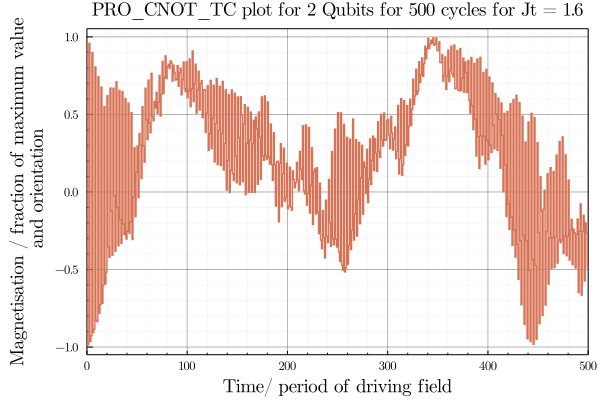 PRO_CNOT_TC plot for 2 Qubits for 500 cycles for Jt = 1.6
Magnetisation / fraction of maximum value
and orientation
1.0
0.5
0.0
−0.5
−1.0
0 100 200 300 400 500
Time/ period of driving field